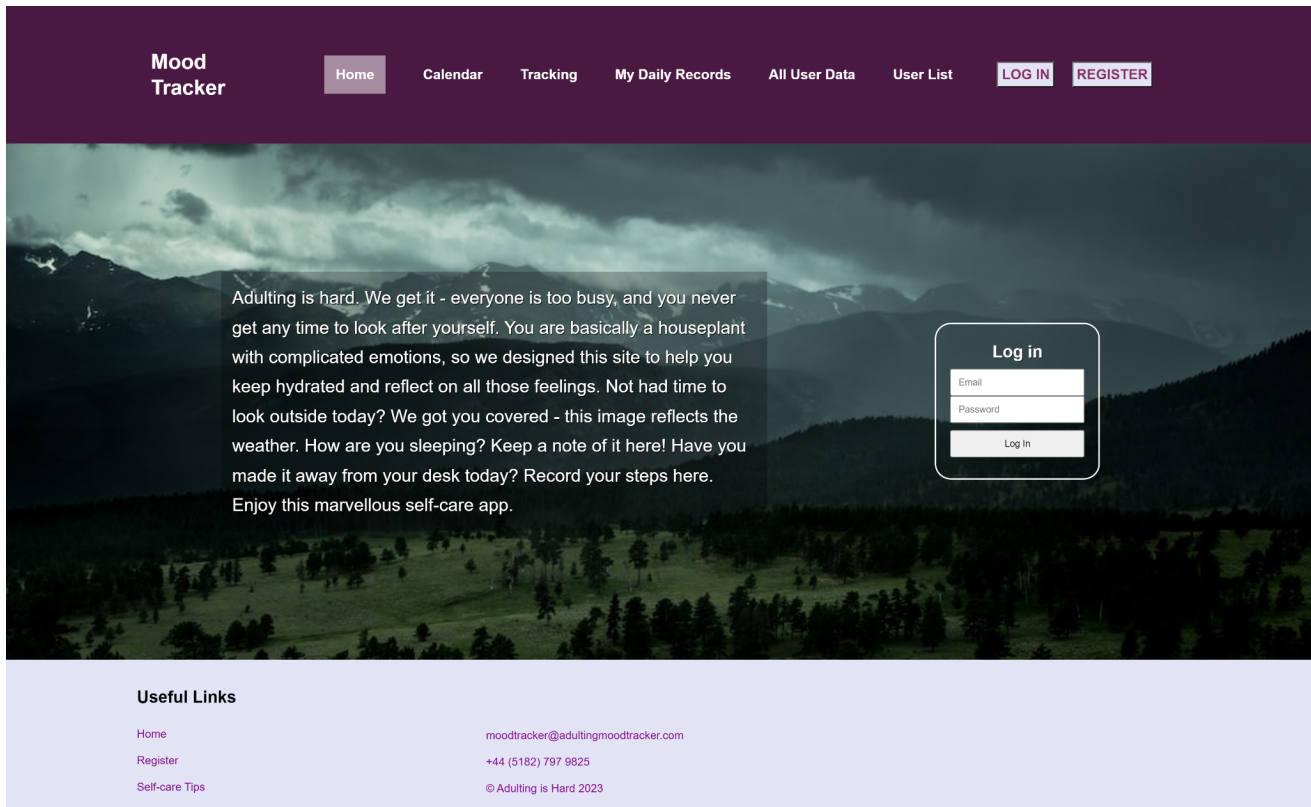 Mood
Tracker
Home
Calendar
Tracking
My Daily Records
All User Data
User List
LOG IN
REGISTER
Adulting is hard. We get it - everyone is too busy, and you never
get any time to look after yourself. You are basically a houseplant
with complicated emotions, so we designed this site to help you
keep hydrated and reflect on all those feelings. Not had time to
look outside today? We got you covered - this image reflects the
weather. How are you sleeping? Keep a note of it here! Have you
made it away from your desk today? Record your steps here.
Enjoy this marvellous self-care app.
Log in
Email
Password
Log In
Useful Links
Home
Register
Self-care Tips
moodtracker@adultingmoodtracker.com
+44 (5182) 797 9825
© Adulting is Hard 2023